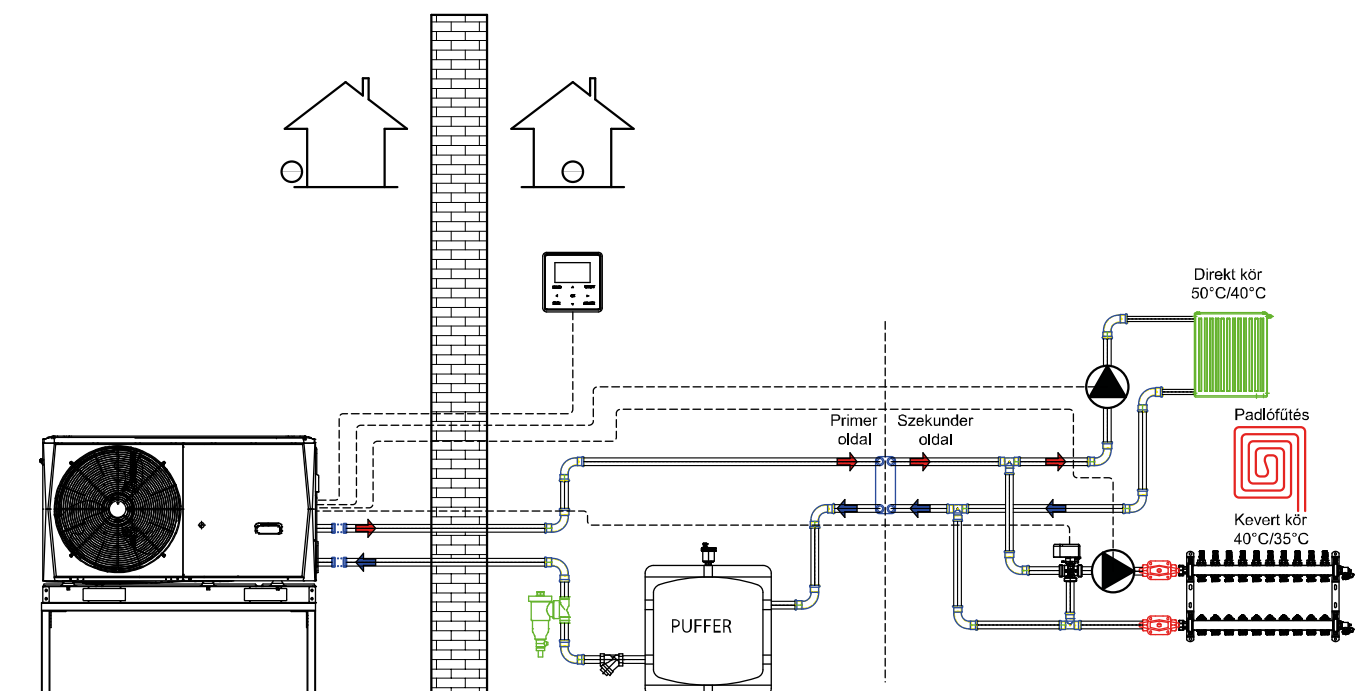 Direkt kör
50°C/40°C
Primer
oldal
Szekunder
oldal
Padlófűtés
Kevert kör
40°C/35°C
PUFFER